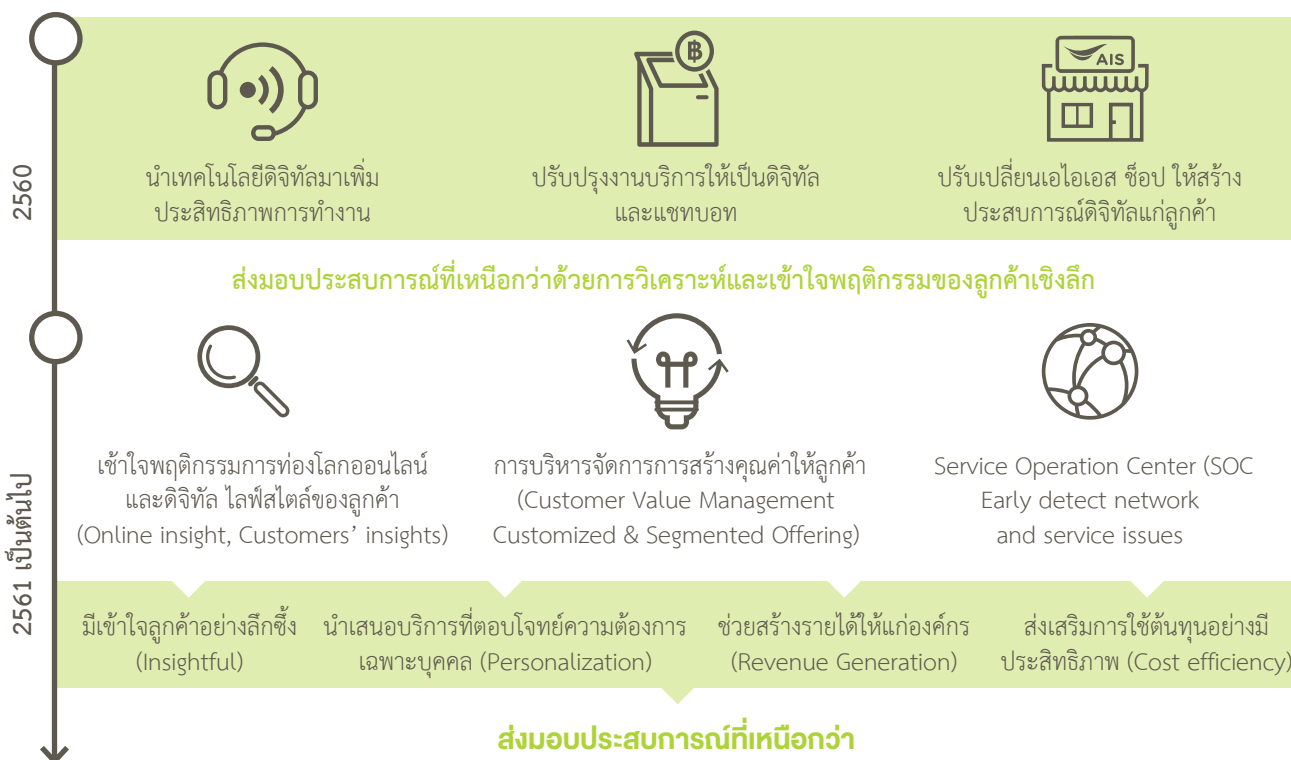 2560
฿
AIS
นำเทคโนโลยีดิจิทัลมาเพิ่ม
ประสิทธิภาพการทำงาน
ปรับปรุงงานบริการให้เป็นดิจิทัล
และแชทบอท
ปรับเปลี่ยนเอไอเอส ช็อป ให้สร้าง
ประสบการณ์ดิจิทัลแก่ลูกค้า
ส่งมอบประสบการณ์ที่เหนือกว่าด้วยการวิเคราะห์และเข้าใจพฤติกรรมของลูกค้าเชิงลึก
2561 เป็นต้นไป
เข้าใจพฤติกรรมการท่องโลกออนไลน์
และดิจิทัล ไลฟ์สไตล์ของลูกค้า
(Online insight, Customers’ insights)
การบริหารจัดการการสร้างคุณค่าให้ลูกค้า
(Customer Value Management
Customized & Segmented Offering)
Service Operation Center (SOC
Early detect network
and service issues
มีเข้าใจลูกค้าอย่างลึกซึ้ง
(Insightful)
นำเสนอบริการที่ตอบโจทย์ความต้องการ
เฉพาะบุคคล (Personalization)
ช่วยสร้างรายได้ให้แก่องค์กร
(Revenue Generation)
ส่งเสริมการใช้ต้นทุนอย่างมี
ประสิทธิภาพ (Cost efficiency)
ส่งมอบประสบการณ์ที่เหนือกว่า